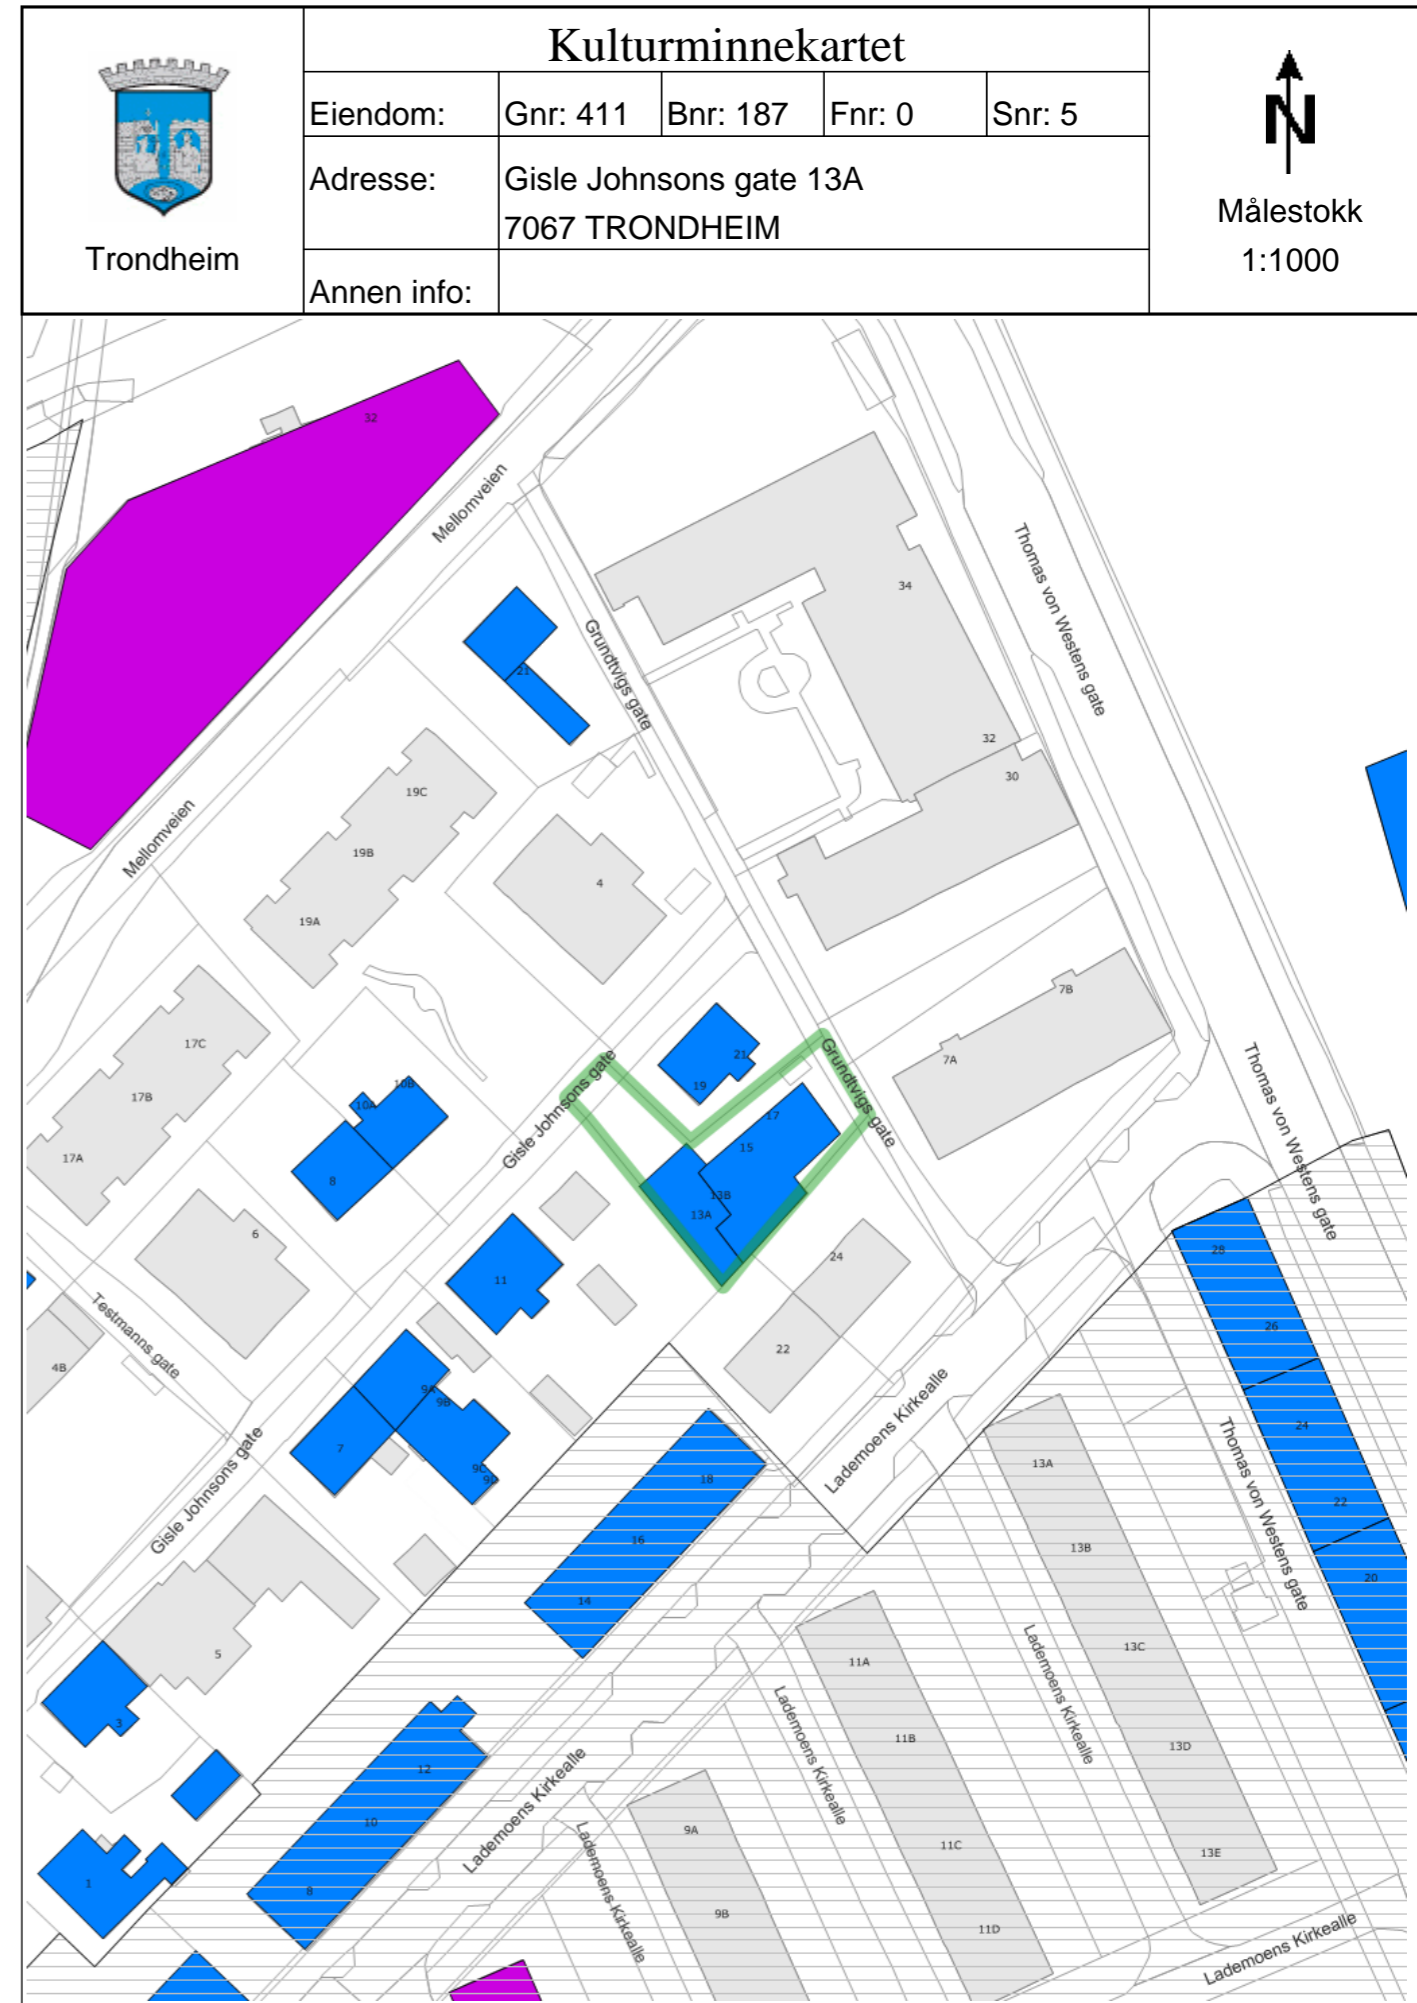 Kulturminnekartet
Eiendom:
Gnr: 411
Bnr: 187
Fnr: 0
Snr: 5
Adresse:
Gisle Johnsons gate 13A
7067 TRONDHEIM
Annen info:
Trondheim
N
Målestokk
1:1000
32
Mellomveien
34
Thomas von Westens gate
21
Grundtvigs gate
32
30
19C
19B
19A
Mellomveien
4
17C
17B
17A
7B
7A
21
19
Grundtvigs gate
Gisle Johnsons gate
10B
10A
8
17
15
13B
13A
Thomas von Westens gate
6
11
24
22
28
26
24
22
20
Testmanns gate
4B
9A
9B
9C
9D
7
Gisle Johnsons gate
Lademoens Kirkealle
18
16
14
13A
13B
13C
13D
13E
Thomas von Westens gate
5
3
11A
11B
11C
11D
Lademoens Kirkealle
Lademoens Kirkealle
12
10
8
Lademoens Kirkealle
Lademoens Kirkealle
9A
9B
1
Lademoens Kirkealle